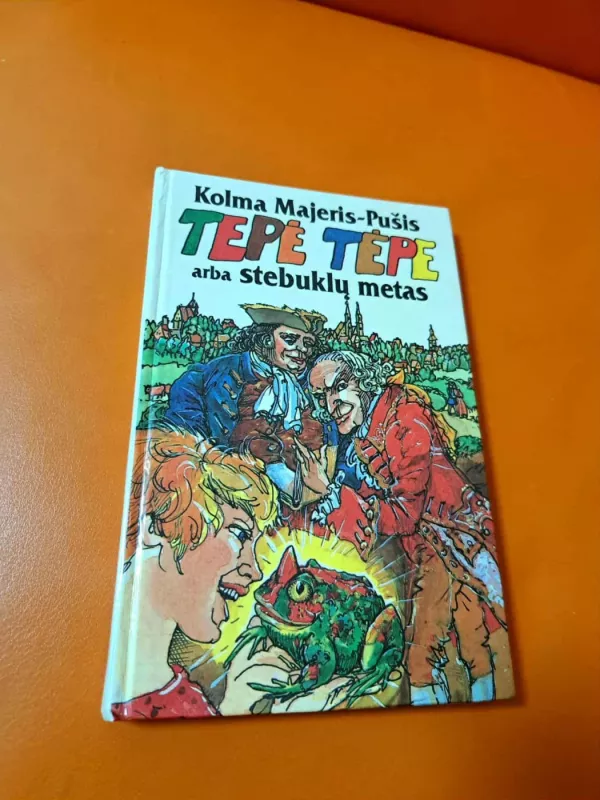 Kolma Majeris-Pušis
TEPĖ TĖPE
arba stebuklų metas